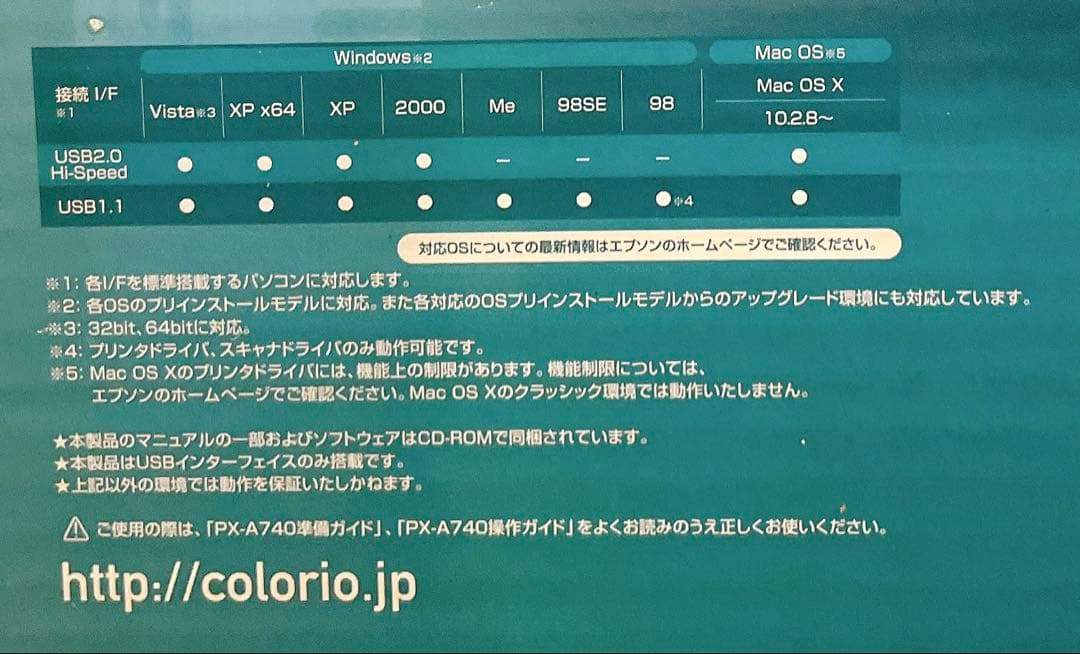 Windows※2 Mac OS※5
接続 I/F ※1 Vista※3 XP x64 XP 2000 Me 98SE 98 Mac OS X 10.2.8〜
USB2.0 Hi-Speed ● ● ● ● − − − ●
USB1.1 ● ● ● ● ● ● ●※4 ●
対応OSについての最新情報はエプソンのホームページでご確認ください。
※1: 各I/Fを標準搭載するパソコンに対応します。
※2: 各OSのプリインストールモデルに対応。また各対応のOSプリインストールモデルからのアップグレード環境にも対応しています。
※3: 32bit、64bitに対応。
※4: プリンタドライバ、スキャナドライバのみ動作可能です。
※5: Mac OS Xのプリンタドライバには、機能上の制限があります。機能制限については、
エプソンのホームページでご確認ください。Mac OS Xのクラシック環境では動作いたしません。
★本製品のマニュアルの一部およびソフトウェアはCD-ROMで同梱されています。
★本製品はUSBインターフェイスのみ搭載です。
★上記以外の環境では動作を保証いたしかねます。
⚠ ご使用の際は、「PX-A740準備ガイド」、「PX-A740操作ガイド」をよくお読みのうえ正しくお使いください。
http://colorio.jp